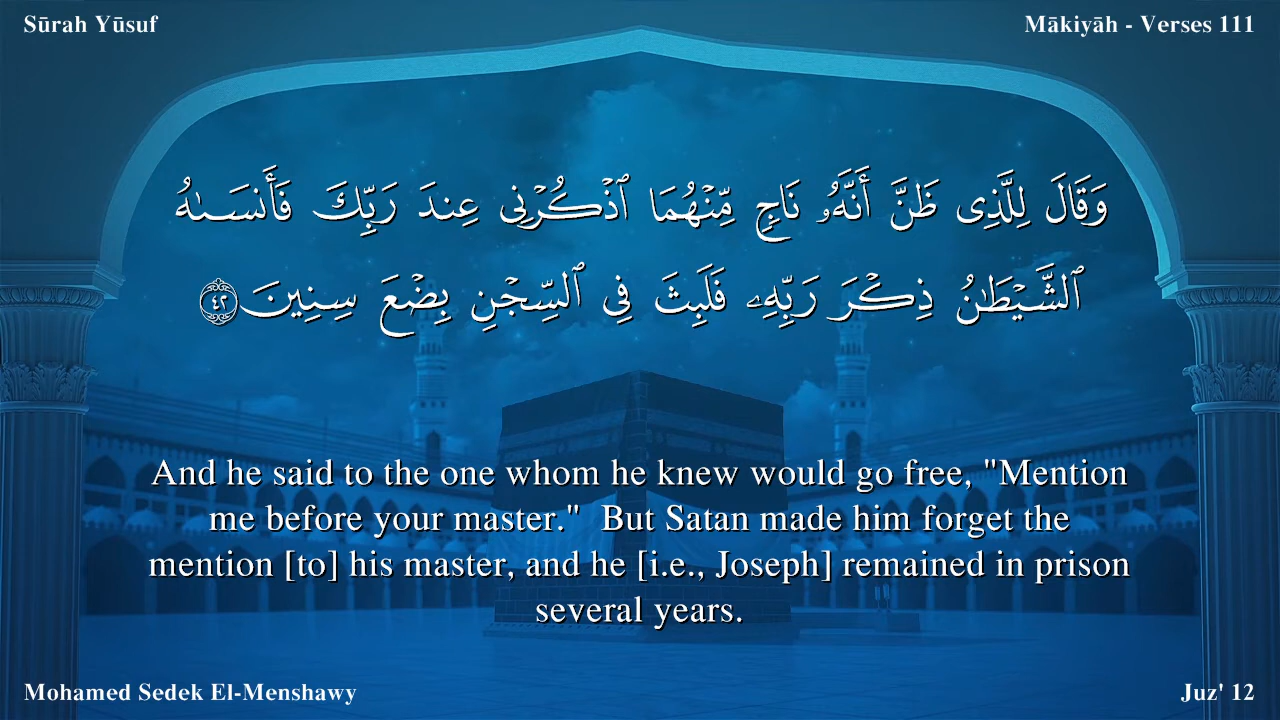 Sūrah Yūsuf
Mākiyāh - Verses 111
وَقَالَ لِلَّذِى ظَنَّ أَنَّهُۥ نَاجٍ مِّنْهُمَا ٱذْكُرْنِى عِندَ رَبِّكَ فَأَنسَىٰهُ
ٱلشَّيْطَٰنُ ذِكْرَ رَبِّهِۦ فَلَبِثَ فِى ٱلسِّجْنِ بِضْعَ سِنِينَ ٤٢
And he said to the one whom he knew would go free, "Mention
me before your master."  But Satan made him forget the
mention [to] his master, and he [i.e., Joseph] remained in prison
several years.
Mohamed Sedek El-Menshawy
Juz' 12